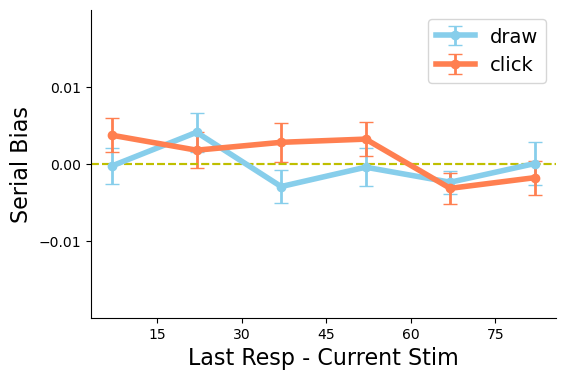 draw
click
Serial Bias
0.01
0.00
−0.01
15 30 45 60 75
Last Resp - Current Stim